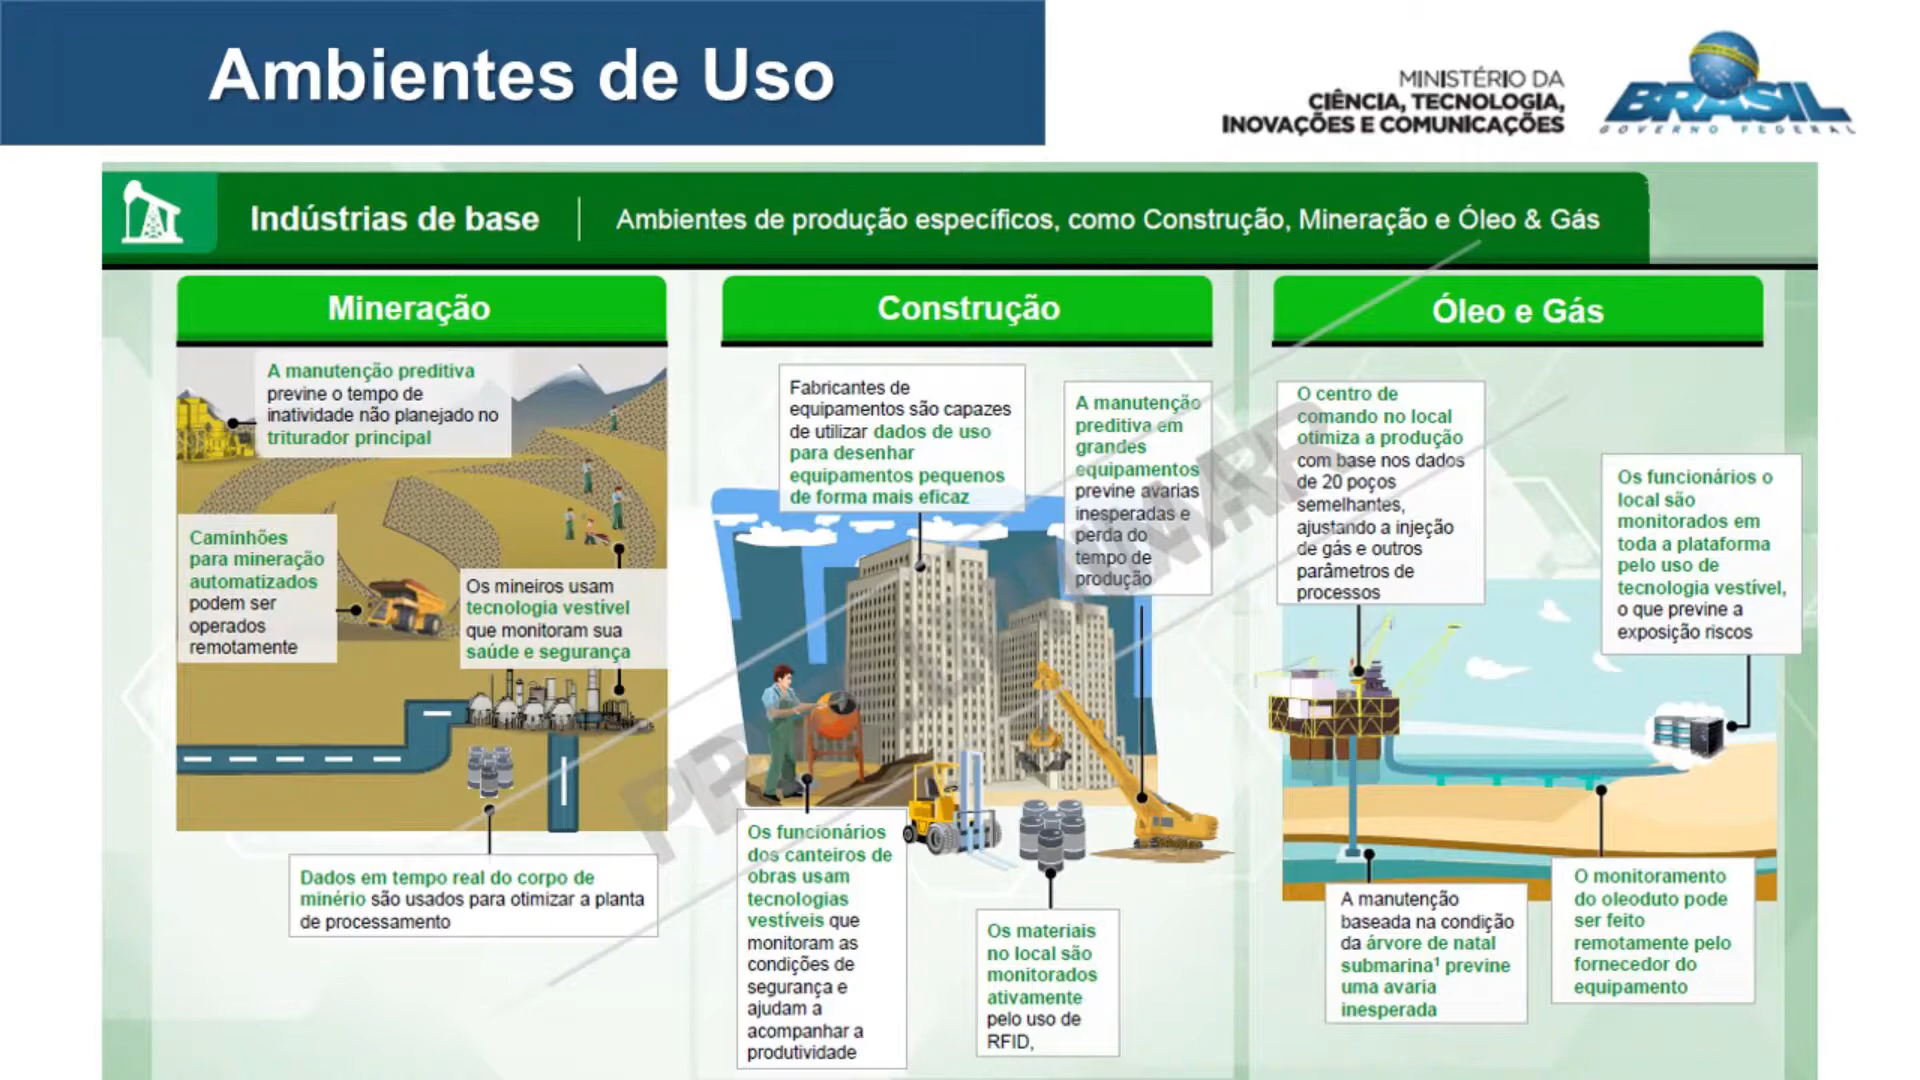 Ambientes de Uso
MINISTÉRIO DA
CIÊNCIA, TECNOLOGIA,
INOVAÇÕES E COMUNICAÇÕES
BRASIL
GOVERNO FEDERAL
Indústrias de base
Ambientes de produção específicos, como Construção, Mineração e Óleo & Gás
Mineração
A manutenção preditiva
previne o tempo de
inatividade não planejado no
triturador principal
Caminhões
para mineração
automatizados
podem ser
operados
remotamente
Os mineiros usam
tecnologia vestível
que monitoram sua
saúde e segurança
Dados em tempo real do corpo de
minério são usados para otimizar a planta
de processamento
Construção
Fabricantes de
equipamentos são capazes
de utilizar dados de uso
para desenhar
equipamentos pequenos
de forma mais eficaz
A manutenção
preditiva em
grandes
equipamentos
previne avarias
inesperadas e
perda do
tempo de
produção
Os funcionários
dos canteiros de
obras usam
tecnologias
vestíveis que
monitoram as
condições de
segurança e
ajudam a
acompanhar a
produtividade
Os materiais
no local são
monitorados
ativamente
pelo uso de
RFID,
Óleo e Gás
O centro de
comando no local
otimiza a produção
com base nos dados
de 20 poços
semelhantes,
ajustando a injeção
de gás e outros
parâmetros de
processos
Os funcionários o
local são
monitorados em
toda a plataforma
pelo uso de
tecnologia vestível,
o que previne a
exposição riscos
A manutenção
baseada na condição
da árvore de natal
submarina¹ previne
uma avaria
inesperada
O monitoramento
do oleoduto pode
ser feito
remotamente pelo
fornecedor do
equipamento